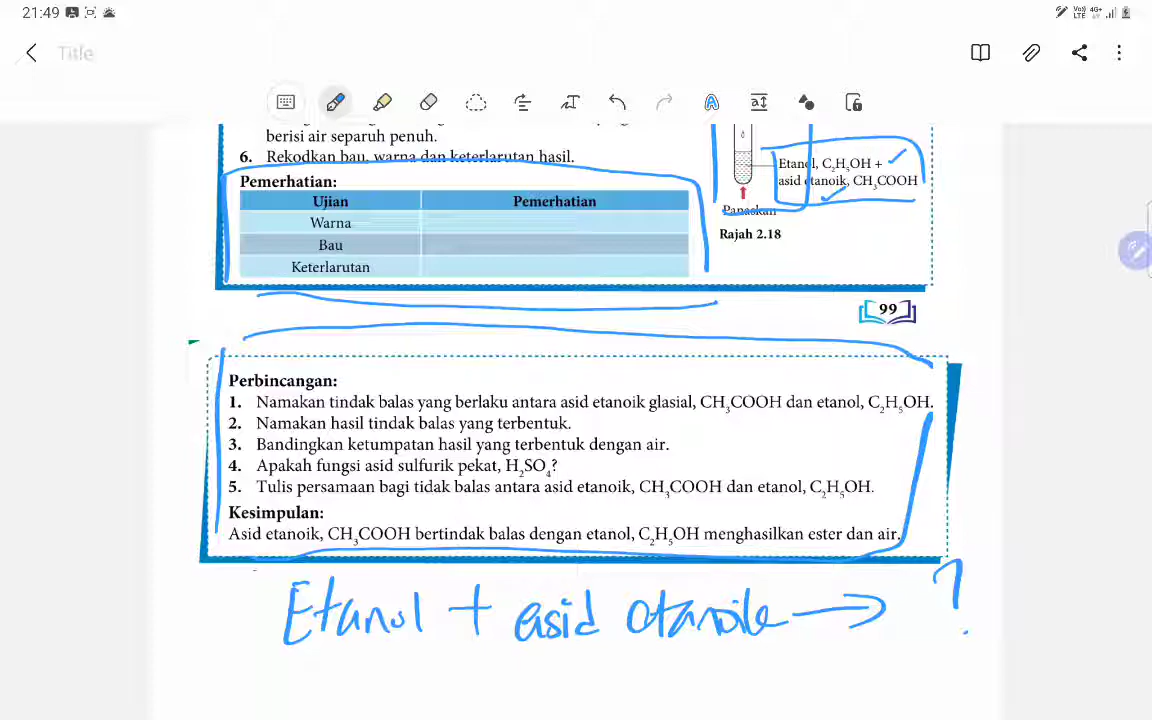 21:49
VoD LTE 4G+
Title
berisi air separuh penuh.
6. Rekodkan bau, warna dan keterlarutan hasil.
Pemerhatian:
Ujian Pemerhatian
Warna
Bau
Keterlarutan
Etanol, C₂H₅OH +
asid etanoik, CH₃COOH
Panaskan
Rajah 2.18
99
Perbincangan:
1. Namakan tindak balas yang berlaku antara asid etanoik glasial, CH₃COOH dan etanol, C₂H₅OH.
2. Namakan hasil tindak balas yang terbentuk.
3. Bandingkan ketumpatan hasil yang terbentuk dengan air.
4. Apakah fungsi asid sulfurik pekat, H₂SO₄?
5. Tulis persamaan bagi tidak balas antara asid etanoik, CH₃COOH dan etanol, C₂H₅OH.
Kesimpulan:
Asid etanoik, CH₃COOH bertindak balas dengan etanol, C₂H₅OH menghasilkan ester dan air.
Etanol + asid etanoik → ?